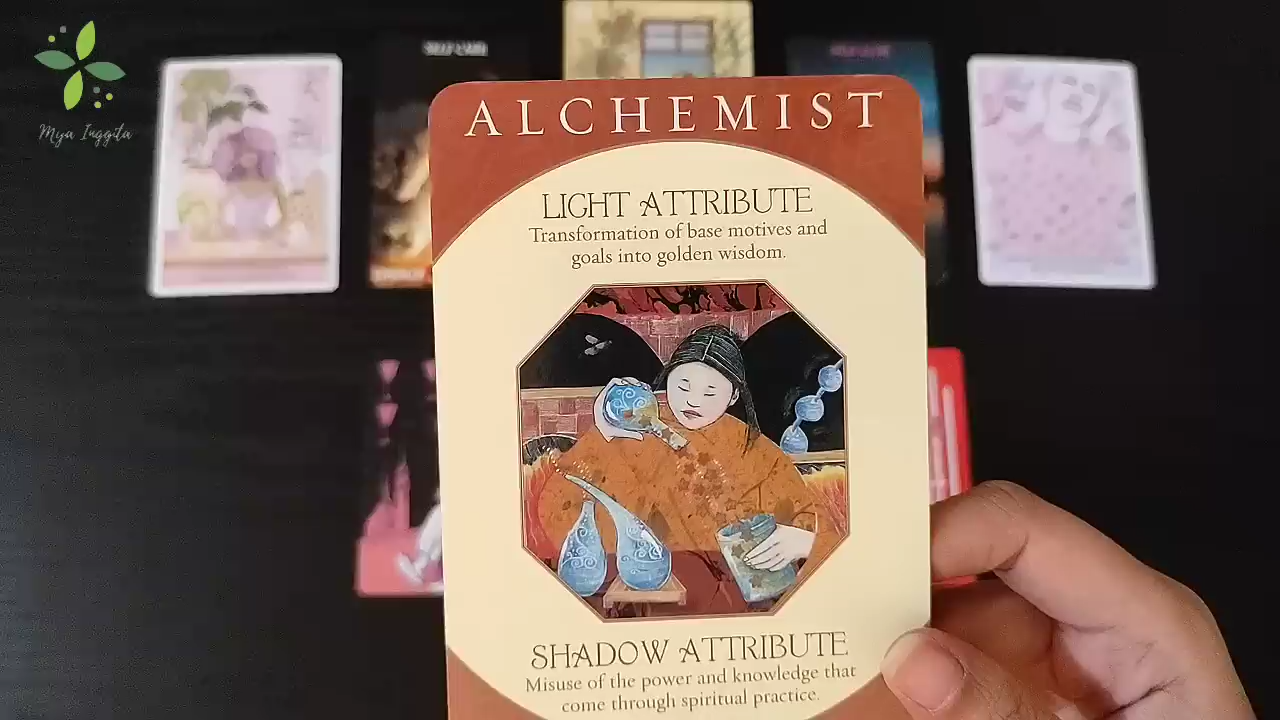 Mya Inggita
ALCHEMIST
LIGHT ATTRIBUTE
Transformation of base motives and
goals into golden wisdom.
SHADOW ATTRIBUTE
Misuse of the power and knowledge that
come through spiritual practice.